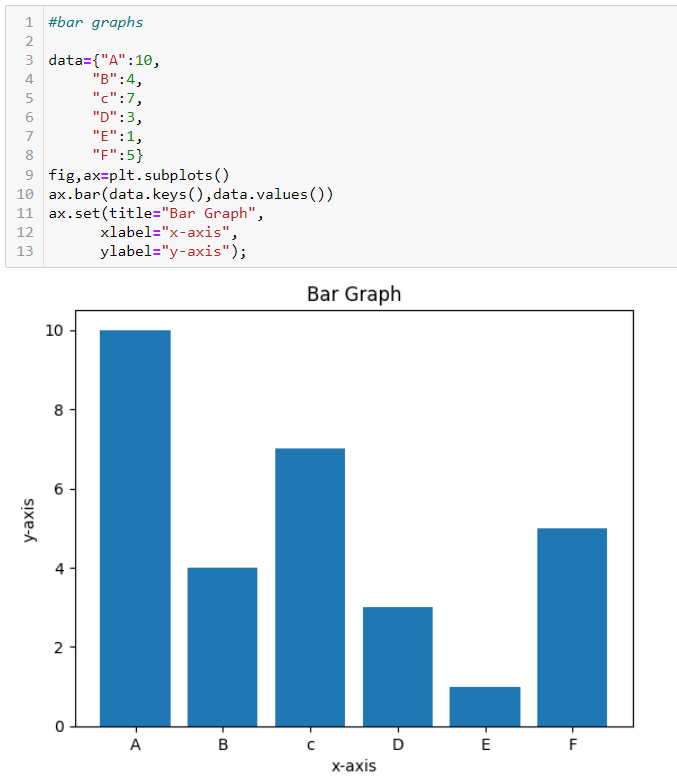 1 #bar graphs
2
3 data={"A":10,
4      "B":4,
5      "c":7,
6      "D":3,
7      "E":1,
8      "F":5}
9 fig,ax=plt.subplots()
10 ax.bar(data.keys(),data.values())
11 ax.set(title="Bar Graph",
12       xlabel="x-axis",
13       ylabel="y-axis");
Bar Graph
10
8
6
4
2
0
y-axis
A B c D E F
x-axis